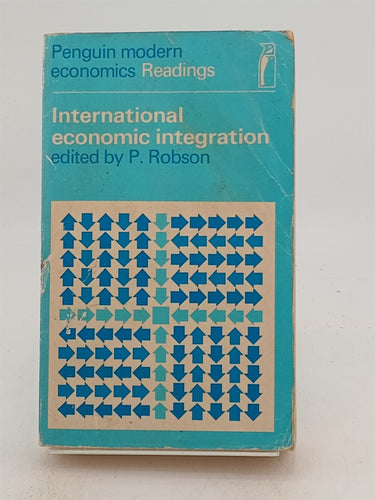 Penguin modern
economics Readings
International
economic integration
edited by P. Robson